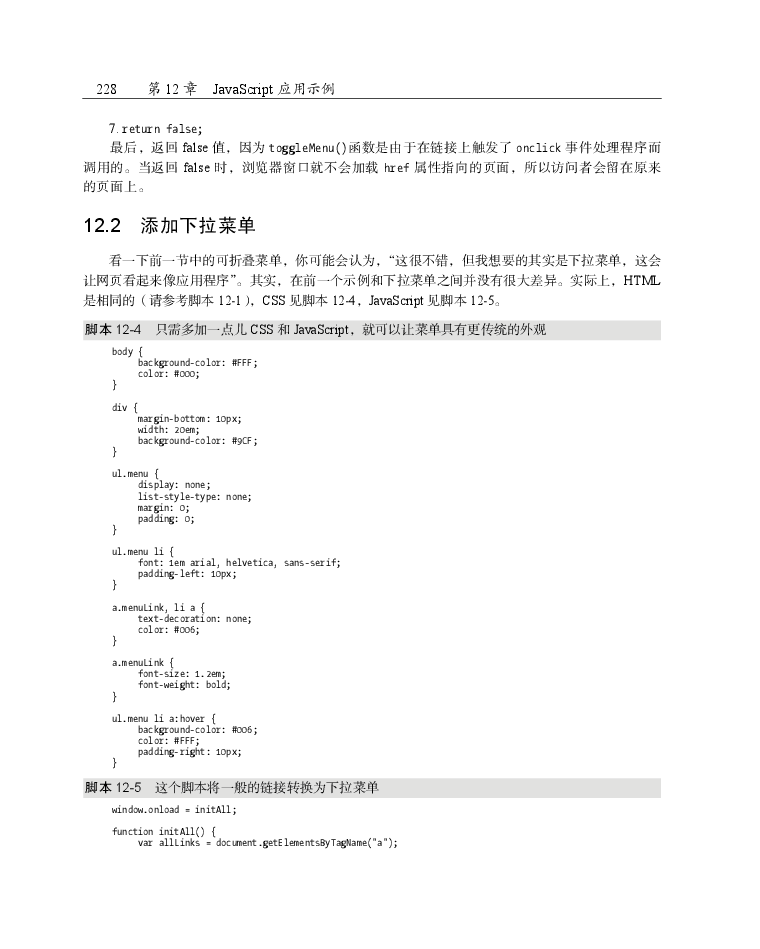 228 第 12 章 JavaScript 应用示例
7. return false;
最后，返回 false 值，因为 toggleMenu()函数是由于在链接上触发了 onclick 事件处理程序而
调用的。当返回 false 时，浏览器窗口就不会加载 href 属性指向的页面，所以访问者会留在原来
的页面上。
12.2 添加下拉菜单
看一下前一节中的可折叠菜单，你可能会认为，“这很不错，但我想要的其实是下拉菜单，这会
让网页看起来像应用程序”。其实，在前一个示例和下拉菜单之间并没有很大差异。实际上，HTML
是相同的（请参考脚本 12-1），CSS 见脚本 12-4，JavaScript 见脚本 12-5。
脚本 12-4 只需多加一点儿 CSS 和 JavaScript，就可以让菜单具有更传统的外观
body {
background-color: #FFF;
color: #000;
}
div {
margin-bottom: 10px;
width: 20em;
background-color: #9CF;
}
ul.menu {
display: none;
list-style-type: none;
margin: 0;
padding: 0;
}
ul.menu li {
font: 1em arial, helvetica, sans-serif;
padding-left: 10px;
}
a.menuLink, li a {
text-decoration: none;
color: #006;
}
a.menuLink {
font-size: 1.2em;
font-weight: bold;
}
ul.menu li a:hover {
background-color: #006;
color: #FFF;
padding-right: 10px;
}
脚本 12-5 这个脚本将一般的链接转换为下拉菜单
window.onload = initAll;
function initAll() {
var allLinks = document.getElementsByTagName("a");